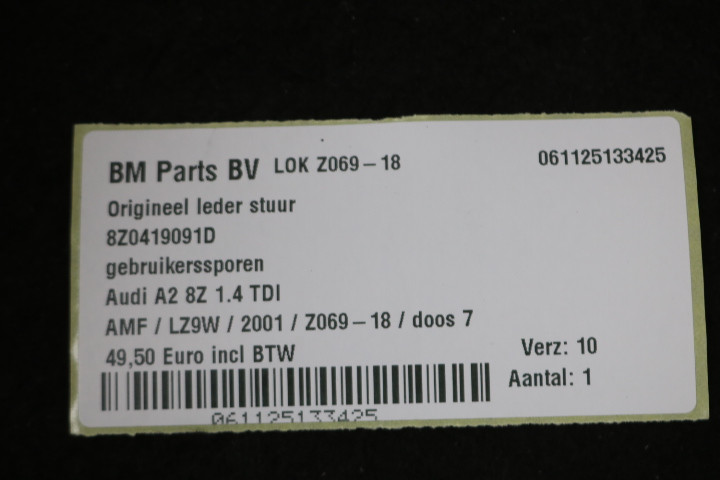 BM Parts BV LOK Z069-18 061125133425
Origineel leder stuur
8Z0419091D
gebruikerssporen
Audi A2 8Z 1.4 TDI
AMF / LZ9W / 2001 / Z069-18 / doos 7
49,50 Euro incl BTW Verz: 10
Aantal: 1
061125133425